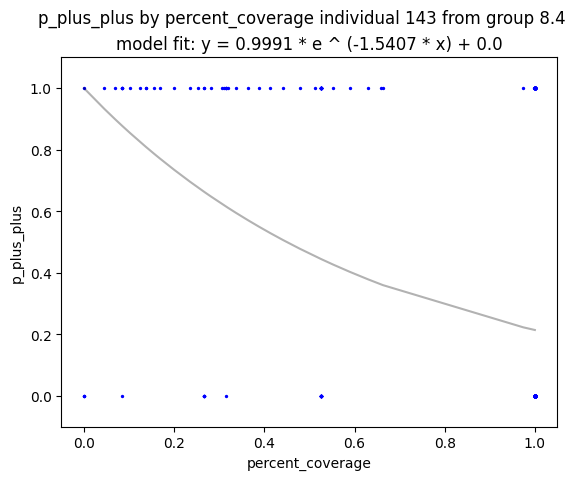 p_plus_plus by percent_coverage individual 143 from group 8.4
model fit: y = 0.9991 * e ^ (-1.5407 * x) + 0.0
1.0
0.8
0.6
0.4
0.2
0.0
p_plus_plus
0.0 0.2 0.4 0.6 0.8 1.0
percent_coverage